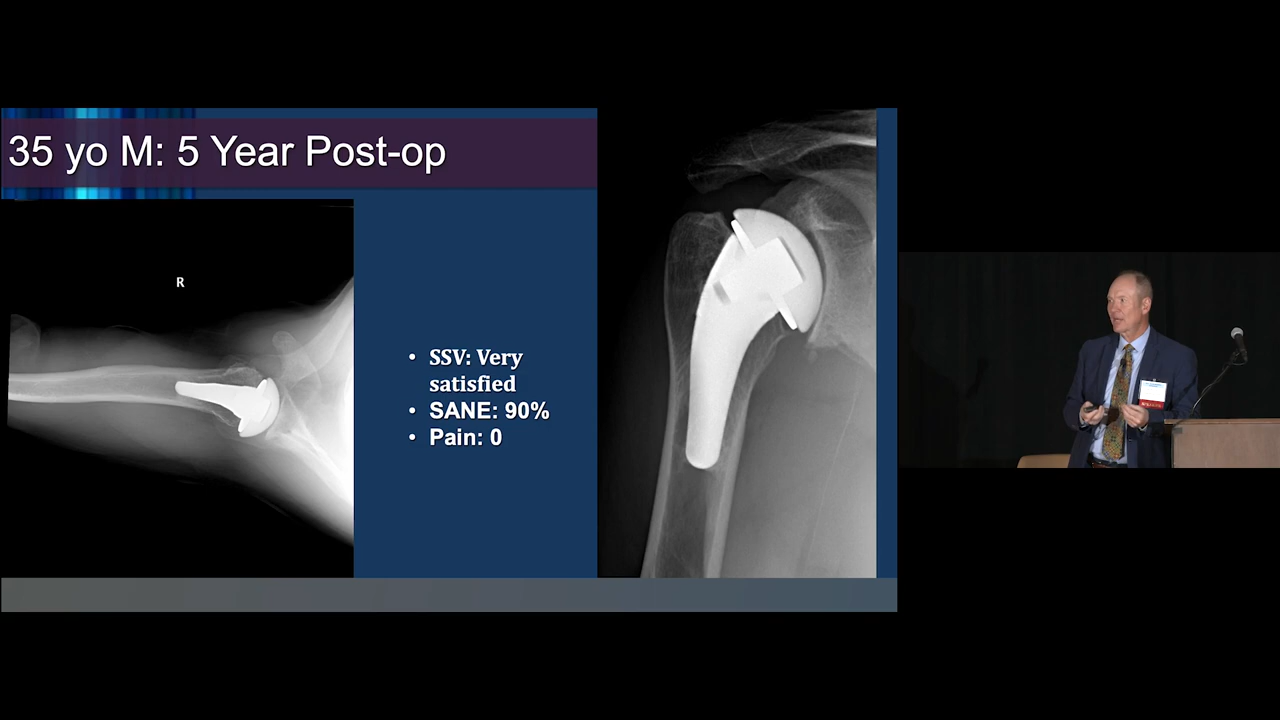 35 yo M: 5 Year Post-op
R
• SSV: Very
satisfied
• SANE: 90%
• Pain: 0